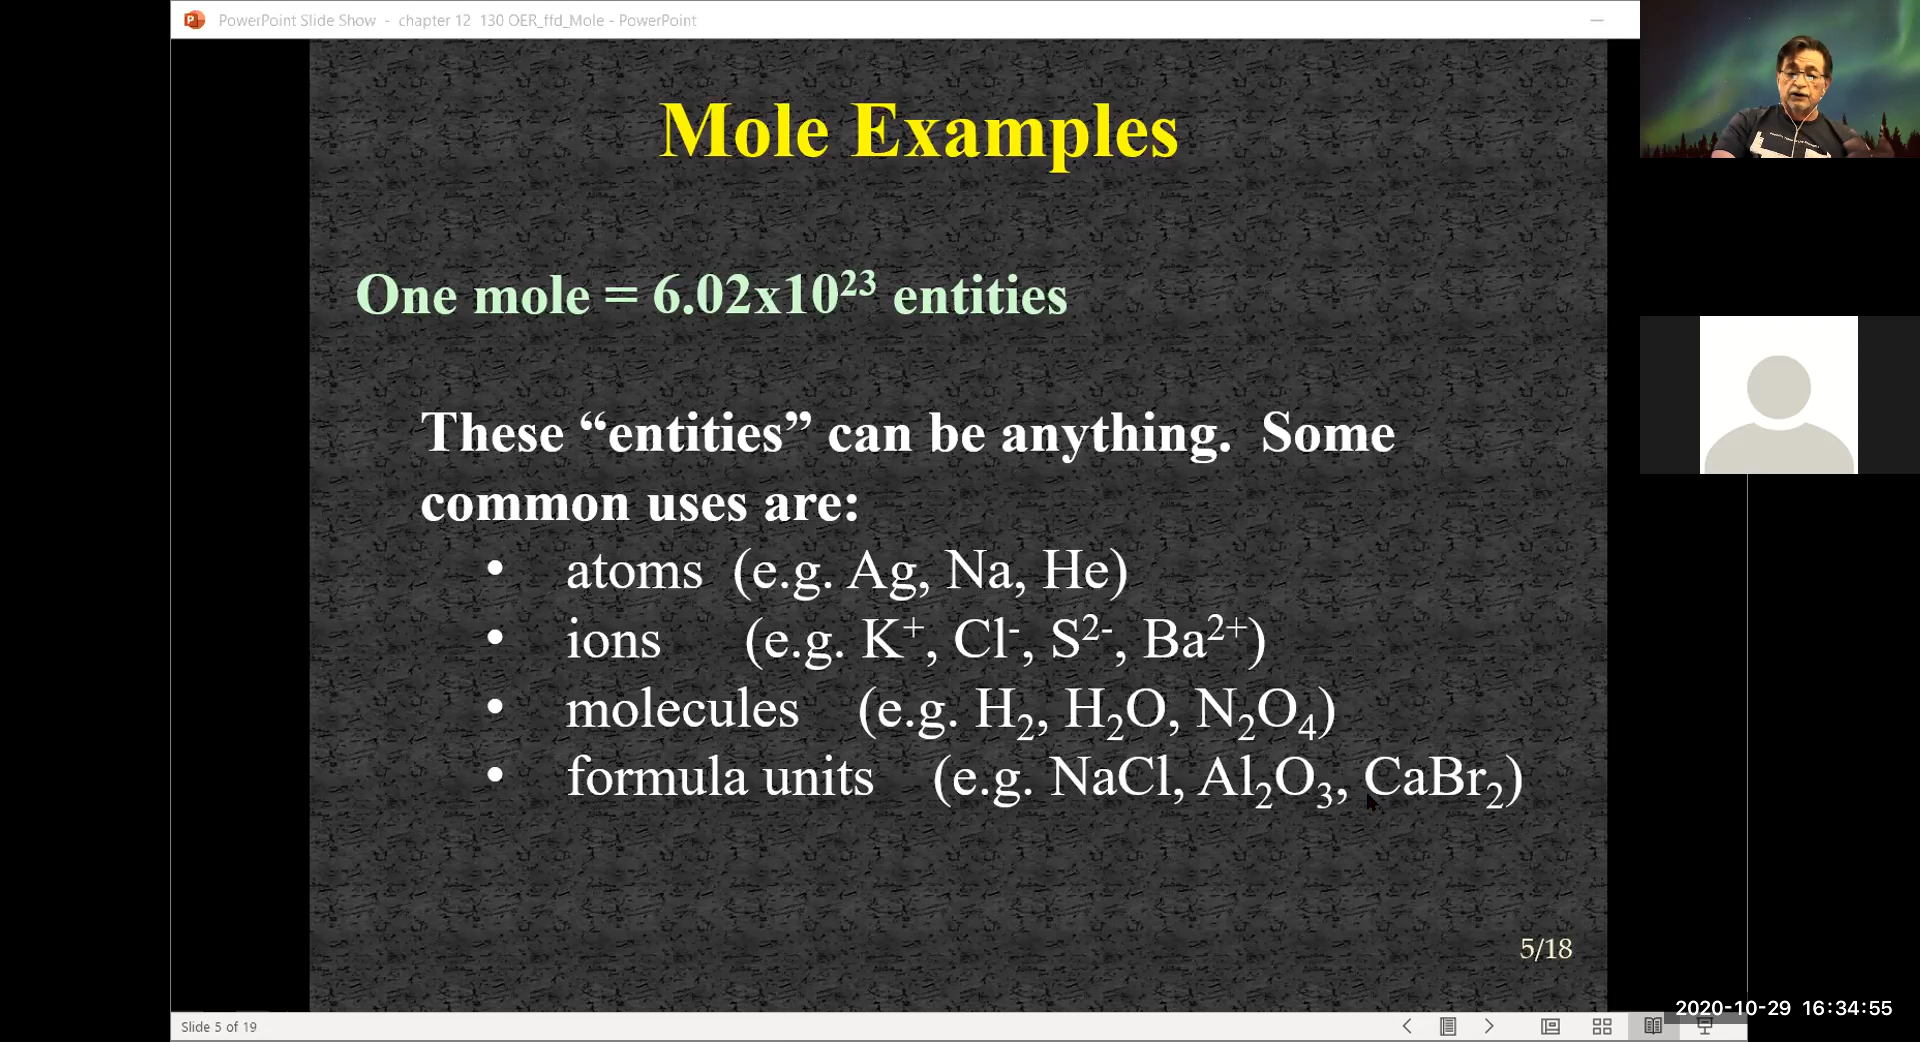 PowerPoint Slide Show - chapter 12 130 OER_ffd_Mole - PowerPoint
Mole Examples
One mole = 6.02x10²³ entities
These “entities” can be anything. Some
common uses are:
• atoms (e.g. Ag, Na, He)
• ions (e.g. K⁺, Cl⁻, S²⁻, Ba²⁺)
• molecules (e.g. H₂, H₂O, N₂O₄)
• formula units (e.g. NaCl, Al₂O₃, CaBr₂)
5/18
2020-10-29 16:34:55
Slide 5 of 19